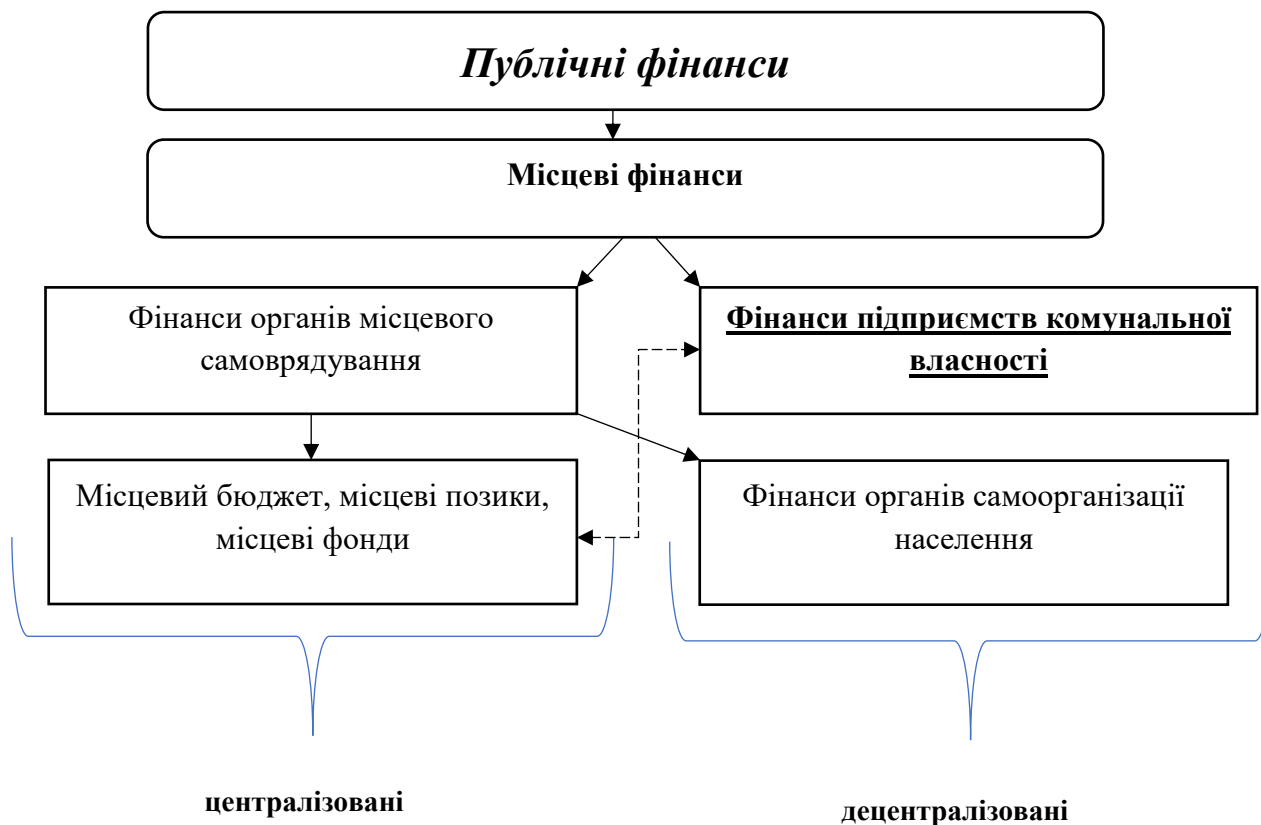 Публічні фінанси
Місцеві фінанси
Фінанси органів місцевого
самоврядування
Фінанси підприємств комунальної
власності
Місцевий бюджет, місцеві позики,
місцеві фонди
Фінанси органів самоорганізації
населення
централізовані
децентралізовані